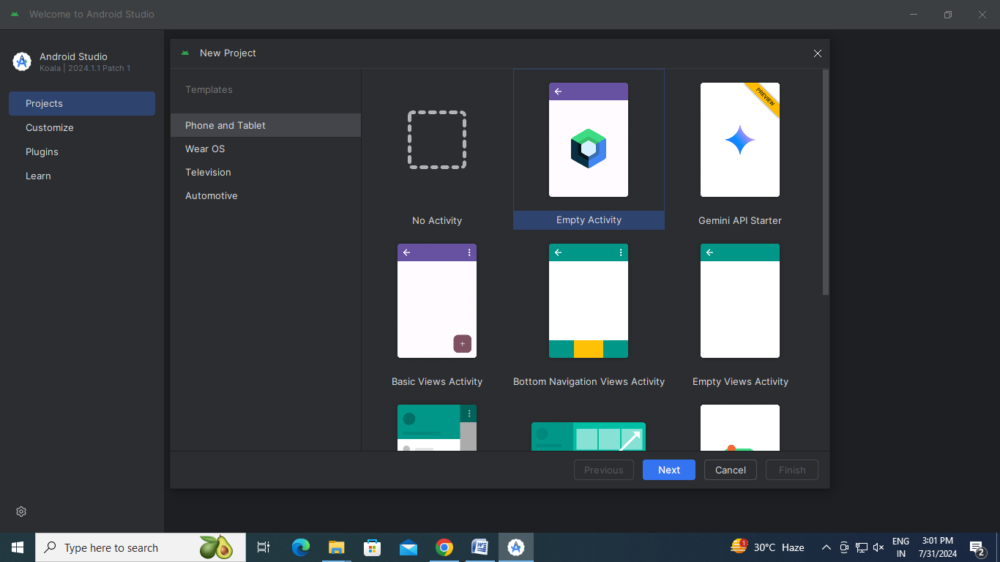 Welcome to Android Studio
Android Studio
Koala | 2024.1.1 Patch 1
Projects
Customize
Plugins
Learn
New Project
Templates
Phone and Tablet
Wear OS
Television
Automotive
PREVIEW
No Activity
Empty Activity
Gemini API Starter
Basic Views Activity
Bottom Navigation Views Activity
Empty Views Activity
Previous
Next
Cancel
Finish
Type here to search
W
1
30°C Haze
ENG
IN
3:01 PM
7/31/2024
2